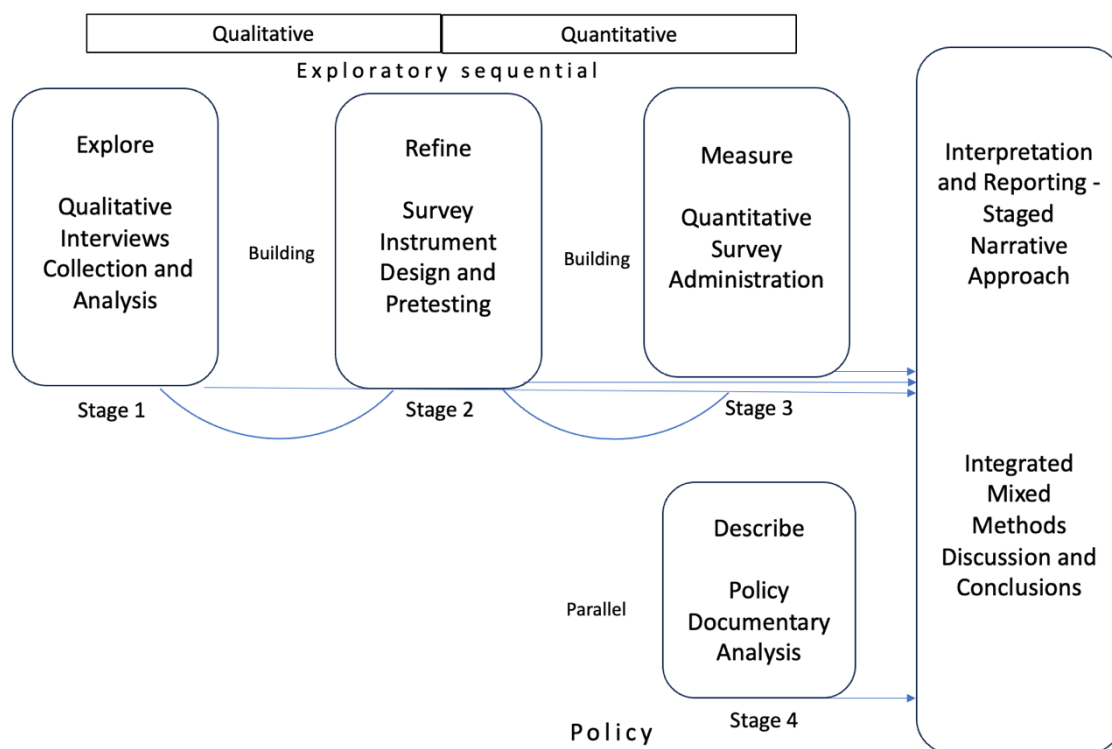 Qualitative
Quantitative
Exploratory sequential
Explore
Qualitative
Interviews
Collection and
Analysis
Stage 1
Building
Refine
Survey
Instrument
Design and
Pretesting
Stage 2
Building
Measure
Quantitative
Survey
Administration
Stage 3
Parallel
Describe
Policy
Documentary
Analysis
Stage 4
Policy
Interpretation
and Reporting -
Staged
Narrative
Approach
Integrated
Mixed
Methods
Discussion and
Conclusions